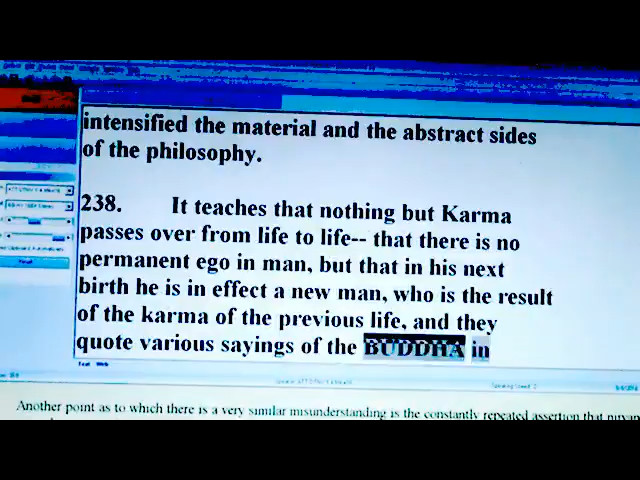 intensified the material and the abstract sides
of the philosophy.
238. It teaches that nothing but Karma
passes over from life to life-- that there is no
permanent ego in man, but that in his next
birth he is in effect a new man, who is the result
of the karma of the previous life, and they
quote various sayings of the BUDDHA in
Another point as to which there is a very similar misunderstanding is the constantly repeated assertion that